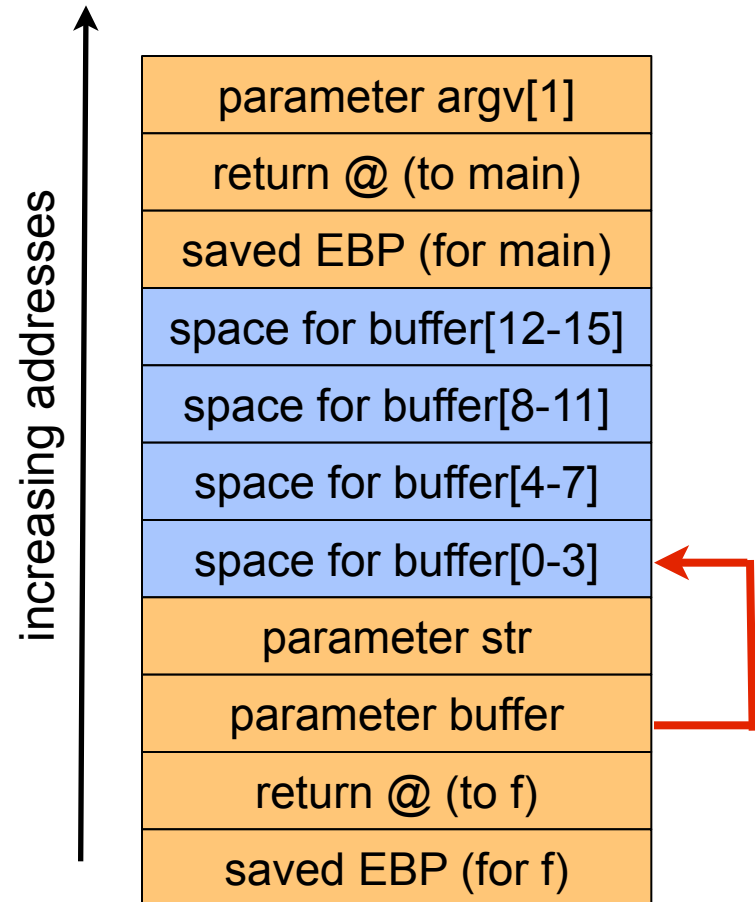 increasing addresses
parameter argv[1]
return @ (to main)
saved EBP (for main)
space for buffer[12-15]
space for buffer[8-11]
space for buffer[4-7]
space for buffer[0-3]
parameter str
parameter buffer
return @ (to f)
saved EBP (for f)